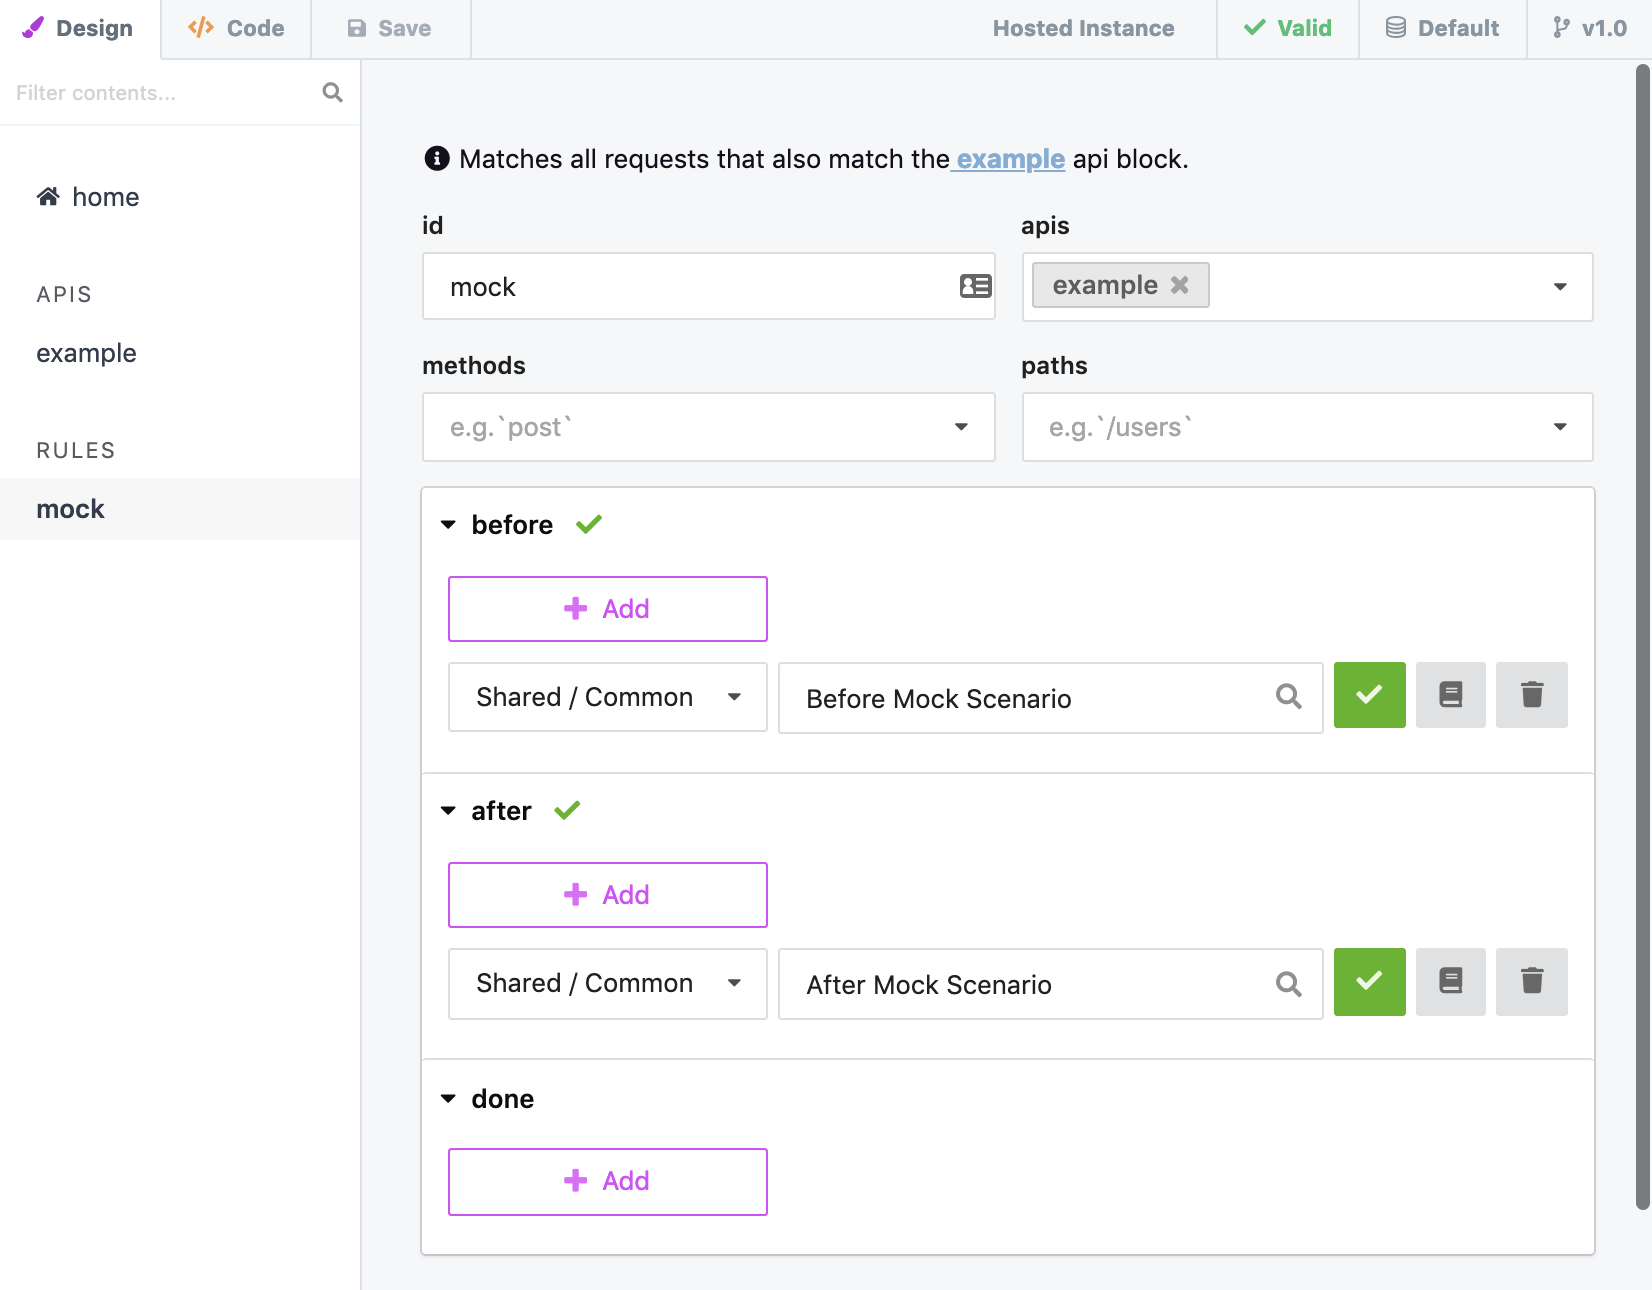 Design
Code
Save
Hosted Instance
Valid
Default
v1.0
Filter contents...
home
APIS
example
RULES
mock
Matches all requests that also match the example api block.
id
apis
mock
example
methods
paths
e.g.`post`
e.g.`/users`
before
Add
Shared / Common
Before Mock Scenario
after
Add
Shared / Common
After Mock Scenario
done
Add